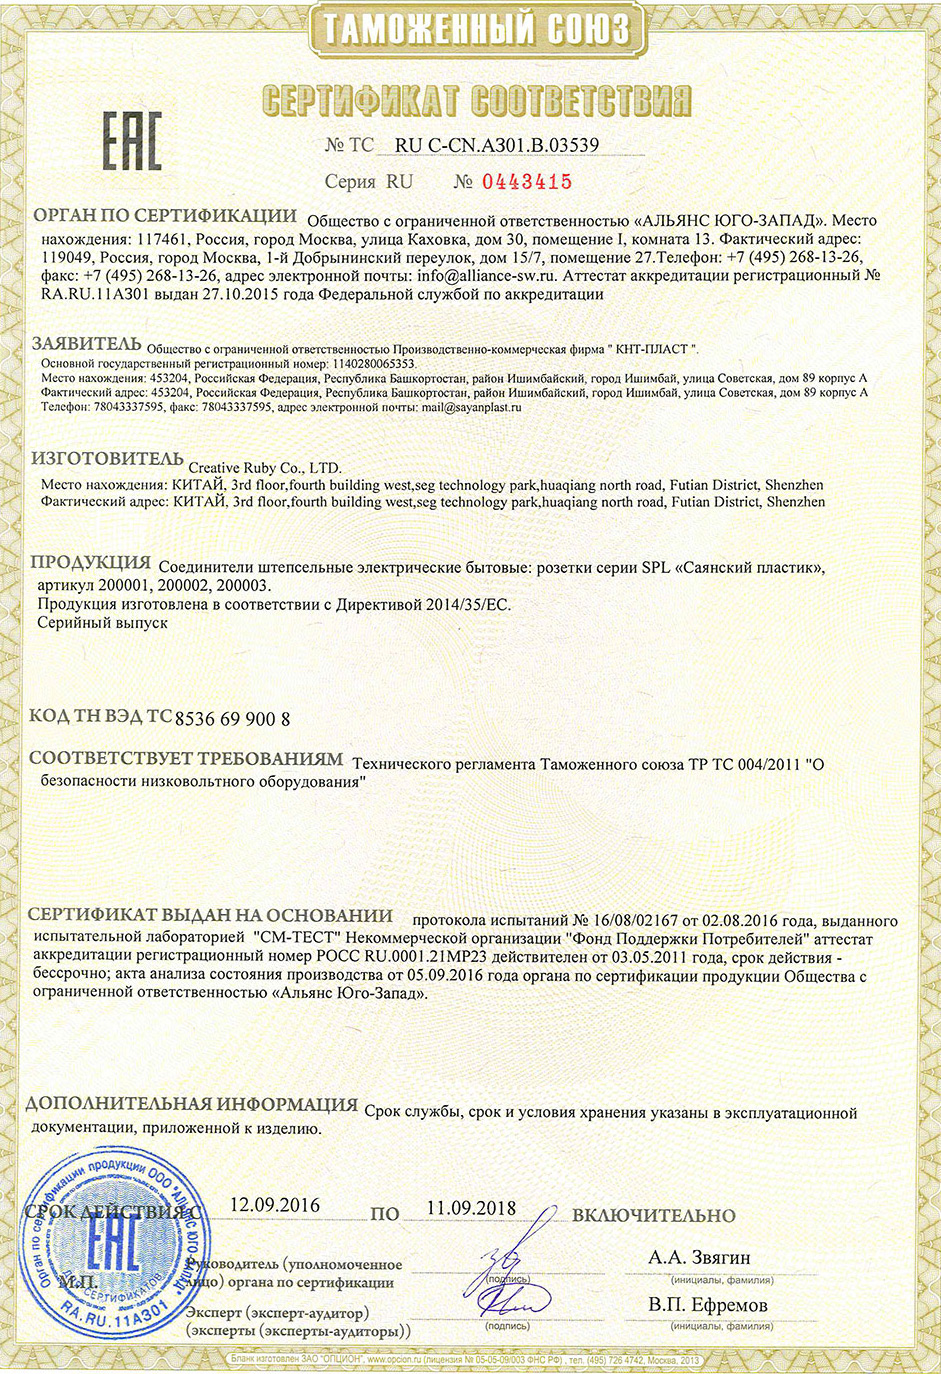 ТАМОЖЕННЫЙ СОЮЗ
СЕРТИФИКАТ СООТВЕТСТВИЯ
ЕАС
№ ТС RU С-CN.АЗ01.В.03539
Серия RU № 0443415
ОРГАН ПО СЕРТИФИКАЦИИ Общество с ограниченной ответственностью «АЛЬЯНС ЮГО-ЗАПАД». Место
нахождения: 117461, Россия, город Москва, улица Каховка, дом 30, помещение I, комната 13. Фактический адрес:
119049, Россия, город Москва, 1-й Добрынинский переулок, дом 15/7, помещение 27.Телефон: +7 (495) 268-13-26,
факс: +7 (495) 268-13-26, адрес электронной почты: info@alliance-sw.ru. Аттестат аккредитации регистрационный №
RA.RU.11АЗ01 выдан 27.10.2015 года Федеральной службой по аккредитации
ЗАЯВИТЕЛЬ Общество с ограниченной ответственностью Производственно-коммерческая фирма " КНТ-ПЛАСТ ".
Основной государственный регистрационный номер: 1140280065353.
Место нахождения: 453204, Российская Федерация, Республика Башкортостан, район Ишимбайский, город Ишимбай, улица Советская, дом 89 корпус А
Фактический адрес: 453204, Российская Федерация, Республика Башкортостан, район Ишимбайский, город Ишимбай, улица Советская, дом 89 корпус А
Телефон: 78043337595, факс: 78043337595, адрес электронной почты: mail@sayanplast.ru
ИЗГОТОВИТЕЛЬ Creative Ruby Co., LTD.
Место нахождения: КИТАЙ, 3rd floor,fourth building west,seg technology park,huaqiang north road, Futian District, Shenzhen
Фактический адрес: КИТАЙ, 3rd floor,fourth building west,seg technology park,huaqiang north road, Futian District, Shenzhen
ПРОДУКЦИЯ Соединители штепсельные электрические бытовые: розетки серии SPL «Саянский пластик»,
артикул 200001, 200002, 200003.
Продукция изготовлена в соответствии с Директивой 2014/35/ЕС.
Серийный выпуск
КОД ТН ВЭД ТС 8536 69 900 8
СООТВЕТСТВУЕТ ТРЕБОВАНИЯМ Технического регламента Таможенного союза ТР ТС 004/2011 "О
безопасности низковольтного оборудования"
СЕРТИФИКАТ ВЫДАН НА ОСНОВАНИИ протокола испытаний № 16/08/02167 от 02.08.2016 года, выданного
испытательной лабораторией "СМ-ТЕСТ" Некоммерческой организации "Фонд Поддержки Потребителей" аттестат
аккредитации регистрационный номер РОСС RU.0001.21МР23 действителен от 03.05.2011 года, срок действия -
бессрочно; акта анализа состояния производства от 05.09.2016 года органа по сертификации продукции Общества с
ограниченной ответственностью «Альянс Юго-Запад».
ДОПОЛНИТЕЛЬНАЯ ИНФОРМАЦИЯ Срок службы, срок и условия хранения указаны в эксплуатационной
документации, приложенной к изделию.
СРОК ДЕЙСТВИЯ С 12.09.2016 ПО 11.09.2018 ВКЛЮЧИТЕЛЬНО
Орган по сертификации продукции ООО "АЛЬЯНС ЮГО-ЗАПАД"
ЕАС
ДЛЯ СЕРТИФИКАТОВ
RA.RU.11АЗ01
М.П.
Руководитель (уполномоченное
лицо) органа по сертификации
(подпись)
А.А. Звягин
(инициалы, фамилия)
Эксперт (эксперт-аудитор)
(эксперты (эксперты-аудиторы))
(подпись)
В.П. Ефремов
(инициалы, фамилия)
Бланк изготовлен ЗАО "ОПЦИОН", www.opcion.ru (лицензия № 05-05-09/003 ФНС РФ) , тел. (495) 726 4742, Москва, 2013